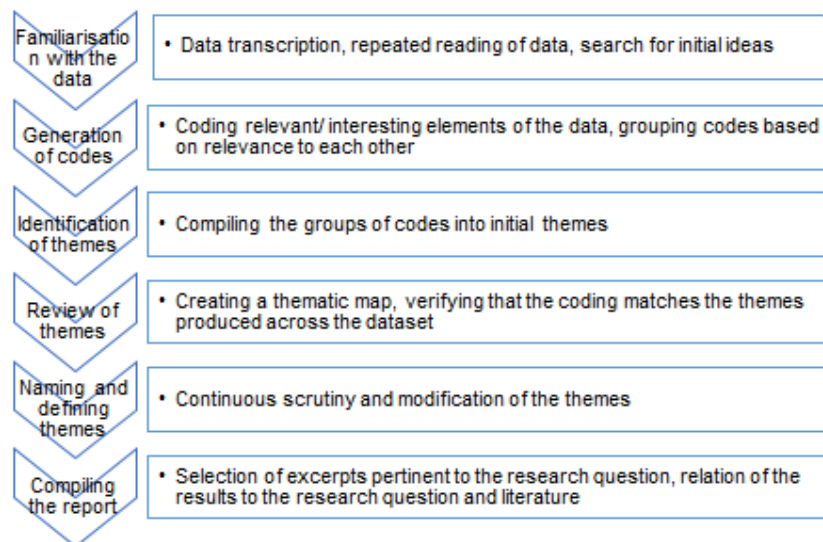 Familiarisatio
n with the
data
• Data transcription, repeated reading of data, search for initial ideas
Generation
of codes
• Coding relevant/ interesting elements of the data, grouping codes based
on relevance to each other
Identification
of themes
• Compiling the groups of codes into initial themes
Review of
themes
• Creating a thematic map, verifying that the coding matches the themes
produced across the dataset
Naming and
defining
themes
• Continuous scrutiny and modification of the themes
Compiling
the report
• Selection of excerpts pertinent to the research question, relation of the
results to the research question and literature